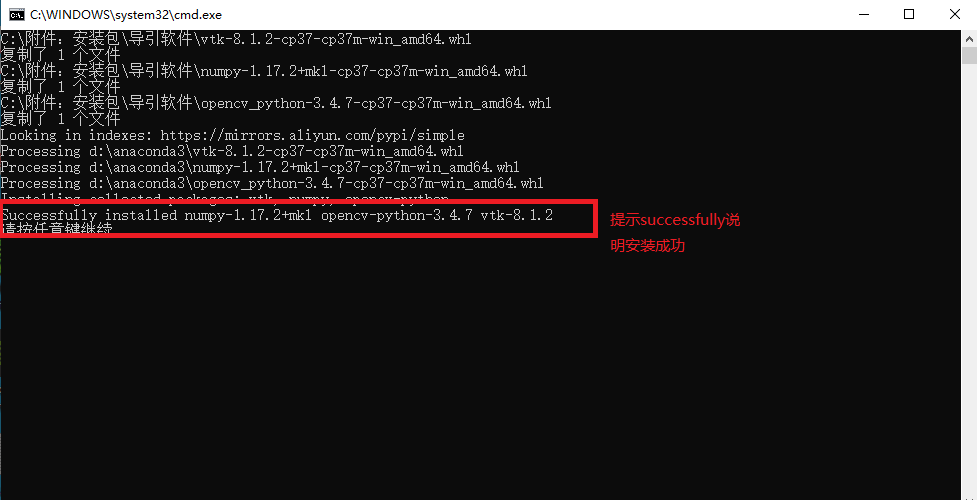 C:\WINDOWS\system32\cmd.exe
C:\附件：安装包\导引软件\vtk-8.1.2-cp37-cp37m-win_amd64.whl
复制了 1 个文件
C:\附件：安装包\导引软件\numpy-1.17.2+mkl-cp37-cp37m-win_amd64.whl
复制了 1 个文件
C:\附件：安装包\导引软件\opencv_python-3.4.7-cp37-cp37m-win_amd64.whl
复制了 1 个文件
Looking in indexes: https://mirrors.aliyun.com/pypi/simple
Processing d:\anaconda3\vtk-8.1.2-cp37-cp37m-win_amd64.whl
Processing d:\anaconda3\numpy-1.17.2+mkl-cp37-cp37m-win_amd64.whl
Processing d:\anaconda3\opencv_python-3.4.7-cp37-cp37m-win_amd64.whl
Installing collected packages: vtk, numpy, opencv-python
Successfully installed numpy-1.17.2+mkl opencv-python-3.4.7 vtk-8.1.2
请按任意键继续
提示successfully说
明安装成功